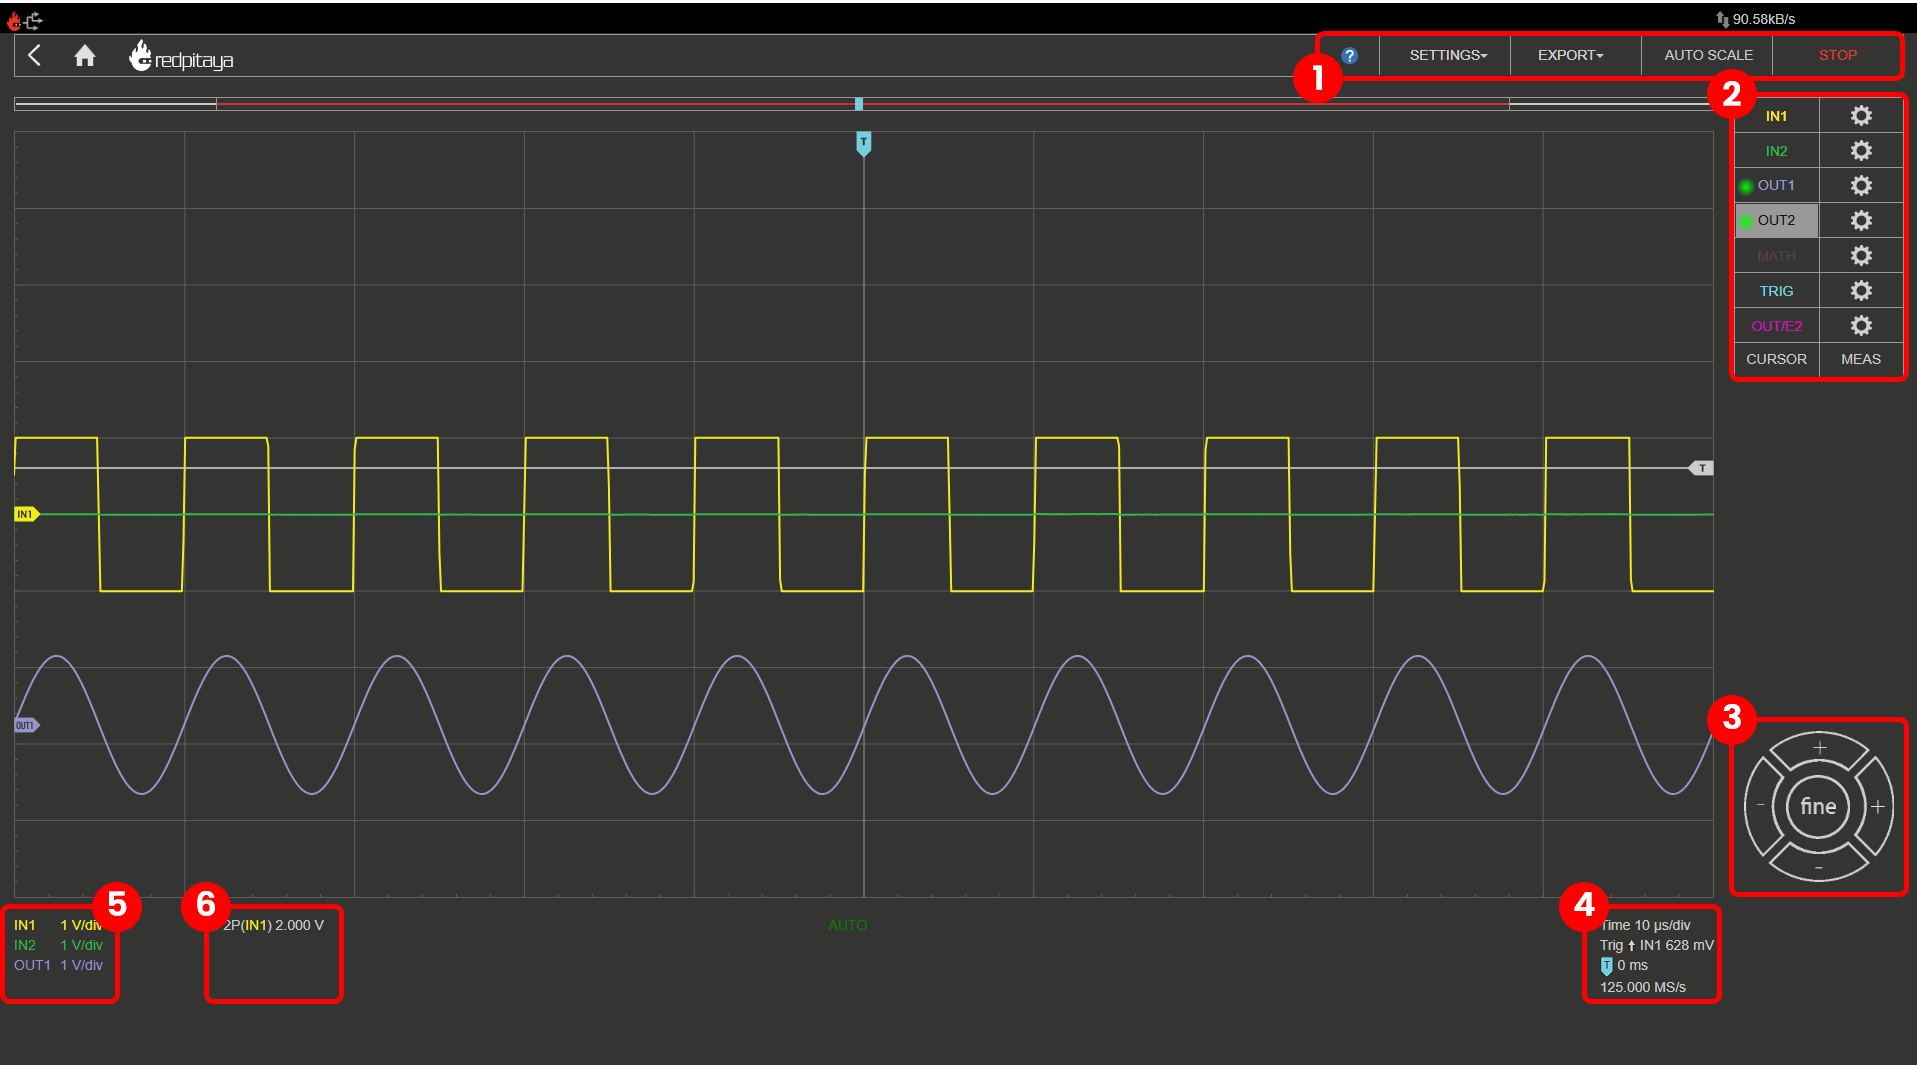 90.58kB/s
redpitaya
? SETTINGS EXPORT AUTO SCALE STOP
1
2
IN1
IN2
OUT1
OUT2
MATH
TRIG
OUT/E2
CURSOR MEAS
T
T
IN1
OUT1
3
+
- fine +
-
5
6
4
IN1 1 V/div
IN2 1 V/div
OUT1 1 V/div
2P(IN1) 2.000 V
AUTO
Time 10 µs/div
Trig IN1 628 mV
T 0 ms
125.000 MS/s